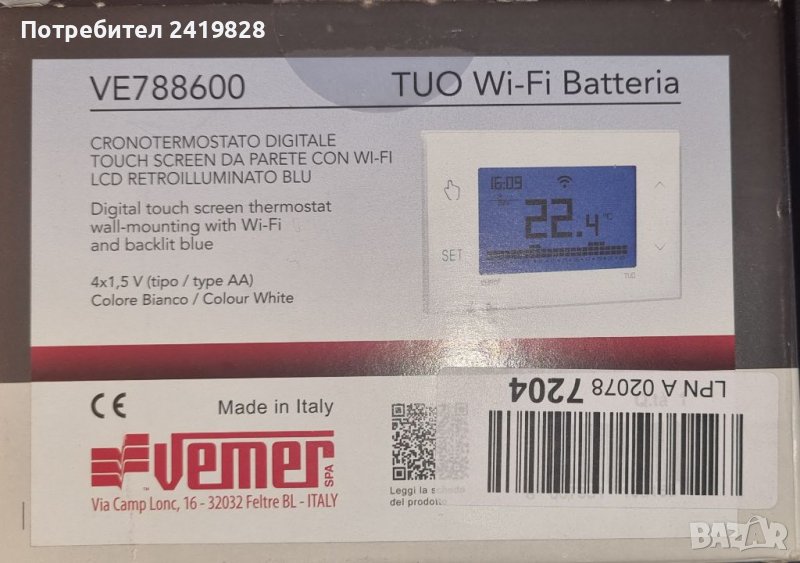 Потребител 2419828
VE788600
TUO Wi-Fi Batteria
CRONOTERMOSTATO DIGITALE
TOUCH SCREEN DA PARETE CON WI-FI
LCD RETROILLUMINATO BLU
Digital touch screen thermostat
wall-mounting with Wi-Fi
and backlit blue
4x1,5 V (tipo / type AA)
Colore Bianco / Colour White
16:09
22.4°C
SET
VEMER
TUO
CE
Made in Italy
LPN A 02078 7204
Vemer SPA
TM
Via Camp Lonc, 16 - 32032 Feltre BL - ITALY
Leggi la scheda
del prodotto
BAZAR